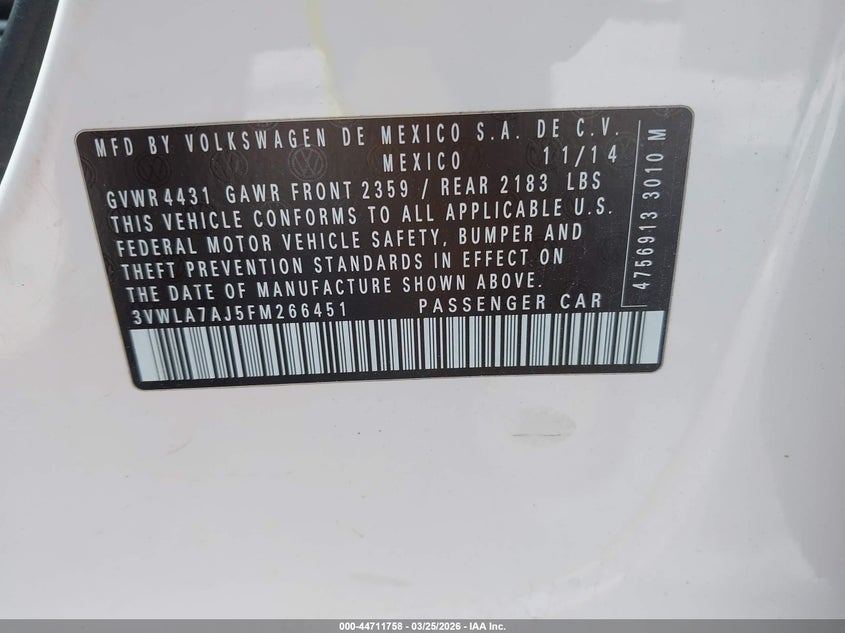 MFD BY VOLKSWAGEN DE MEXICO S.A. DE C.V.
MEXICO 11/14
GVWR 4431 GAWR FRONT 2359 / REAR 2183 LBS
THIS VEHICLE CONFORMS TO ALL APPLICABLE U.S.
FEDERAL MOTOR VEHICLE SAFETY, BUMPER AND
THEFT PREVENTION STANDARDS IN EFFECT ON
THE DATE OF MANUFACTURE SHOWN ABOVE.
3VWLA7AJ5FM266451 PASSENGER CAR
4756913 3010 M
000-44711758 - 03/25/2026 - IAA Inc.